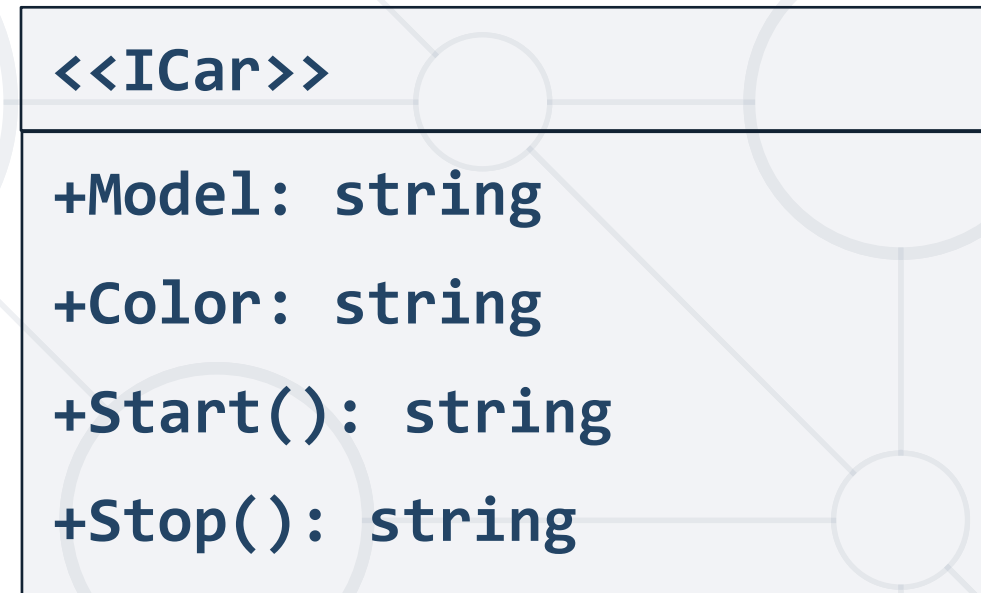 <<ICar>>
+Model: string
+Color: string
+Start(): string
+Stop(): string